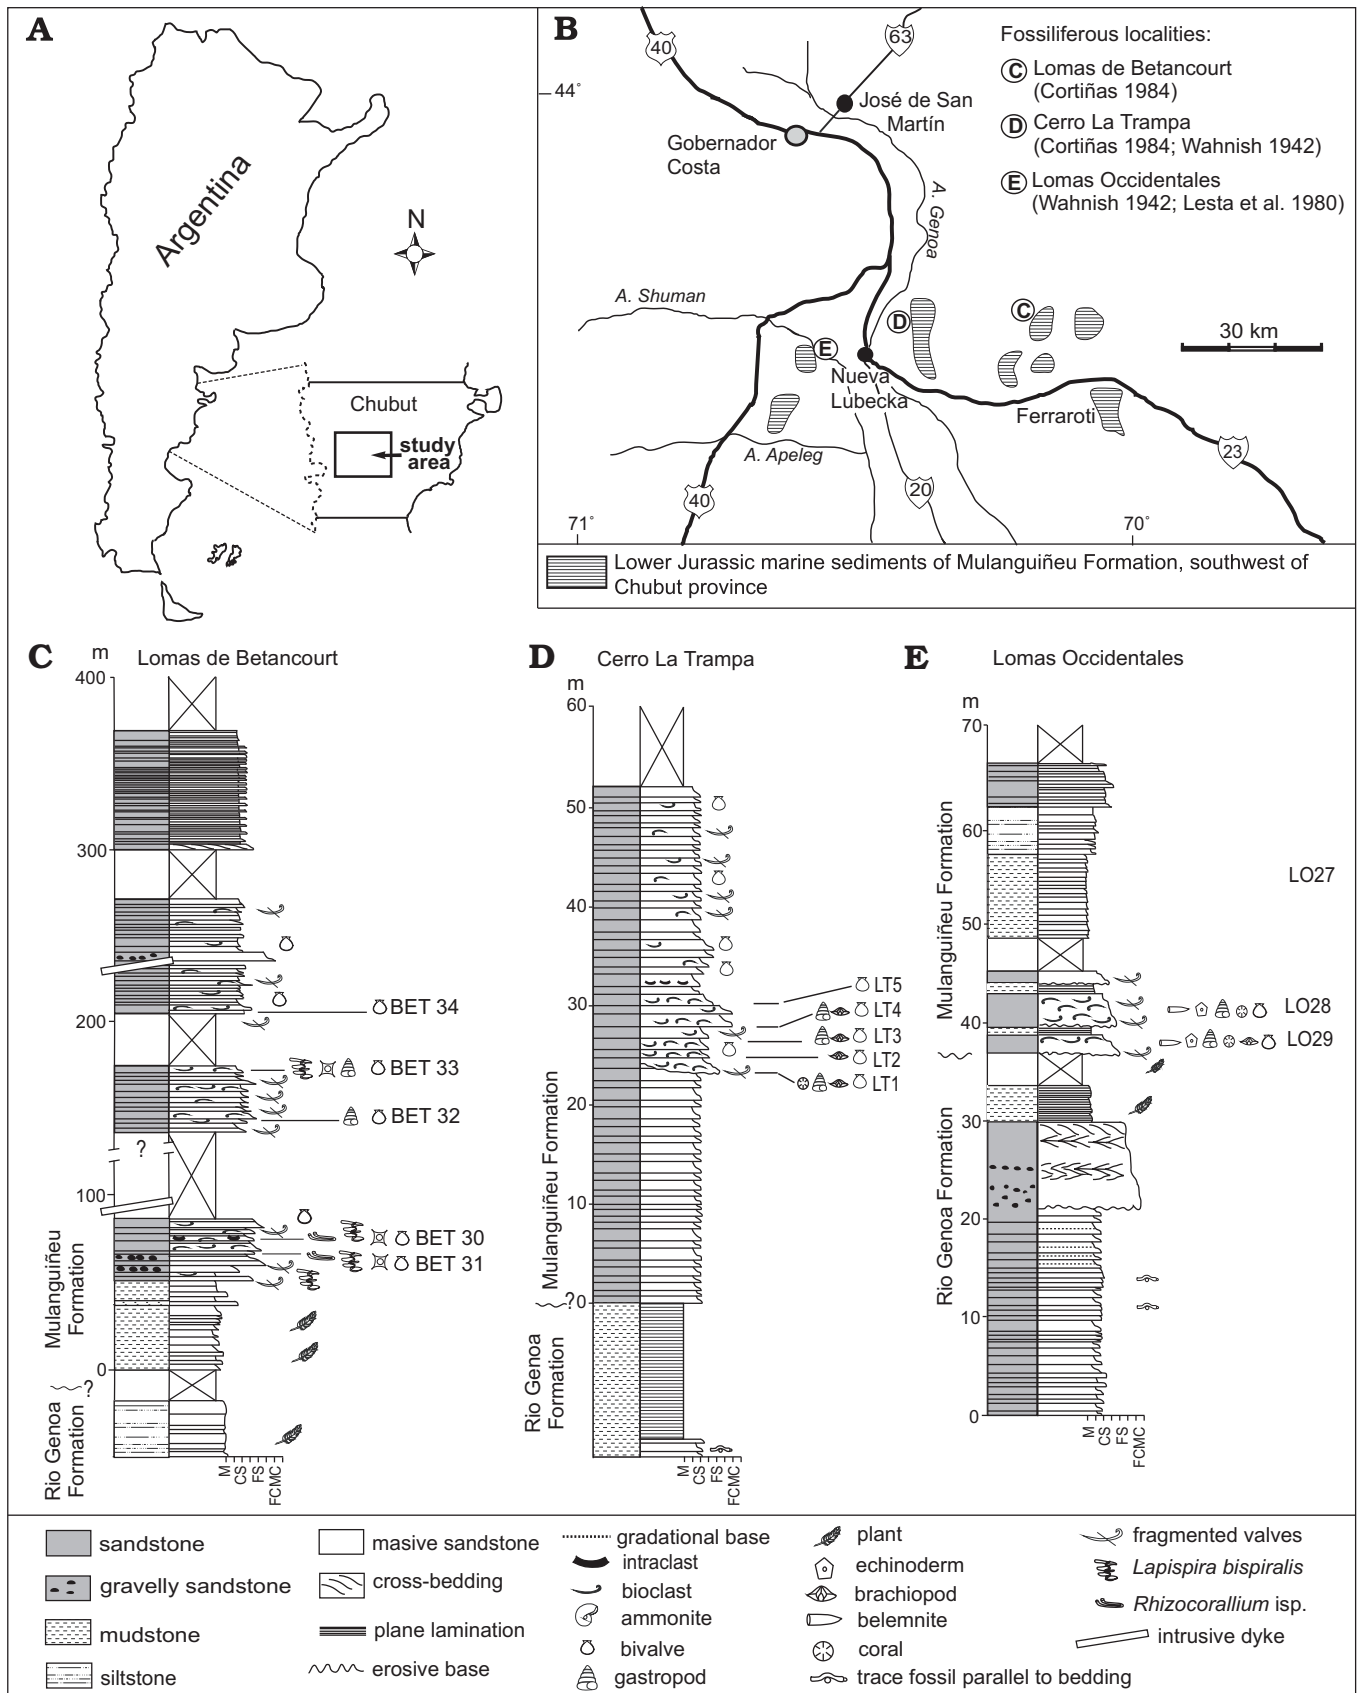 A
Argentina
N
Chubut
study
area
B
40
63
44°
José de San
Martín
Gobernador
Costa
A. Genoa
Fossiliferous localities:
C Lomas de Betancourt
(Cortiñas 1984)
D Cerro La Trampa
(Cortiñas 1984; Wahnish 1942)
E Lomas Occidentales
(Wahnish 1942; Lesta et al. 1980)
A. Shuman
D
C
E
30 km
Nueva
Lubecka
Ferraroti
A. Apeleg
40
20
23
71°
70°
Lower Jurassic marine sediments of Mulanguiñeu Formation, southwest of
Chubut province
C
Lomas de Betancourt
m
400
300
200
100
0
?
?
Mulanguiñeu
Formation
Rio Genoa
Formation
BET 34
BET 33
BET 32
BET 30
BET 31
M
CS
FS
FCMC
D
Cerro La Trampa
m
60
50
40
30
20
10
?0
Mulanguiñeu Formation
Rio Genoa
Formation
LT5
LT4
LT3
LT2
LT1
M
CS
FS
FCMC
E
Lomas Occidentales
m
70
60
50
40
30
20
10
0
Mulanguiñeu Formation
Rio Genoa Formation
LO27
LO28
LO29
M
CS
FS
FCMC
sandstone
gravelly sandstone
mudstone
siltstone
masive sandstone
cross-bedding
plane lamination
erosive base
gradational base
intraclast
bioclast
ammonite
bivalve
gastropod
plant
echinoderm
brachiopod
belemnite
coral
trace fossil parallel to bedding
fragmented valves
Lapispira bispiralis
Rhizocorallium isp.
intrusive dyke